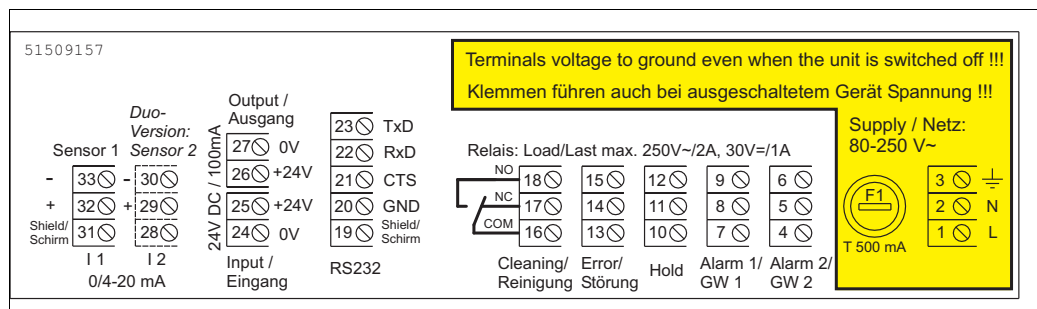 51509157
Terminals voltage to ground even when the unit is switched off !!!
Klemmen führen auch bei ausgeschaltetem Gerät Spannung !!!
Supply / Netz:
80-250 V~
F1
T 500 mA
3
2 N
1 L
Sensor 1
Duo-
Version:
Sensor 2
- 33 - 30
+ 32 + 29
Shield/
Schirm
31 28
I 1 I 2
0/4-20 mA
24V DC / 100mA
Output /
Ausgang
27 0V
26 +24V
25 +24V
24 0V
Input /
Eingang
23 TxD
22 RxD
21 CTS
20 GND
19 Shield/
Schirm
RS232
Relais: Load/Last max. 250V~/2A, 30V=/1A
NO 18 15 12 9 6
NC 17 14 11 8 5
COM 16 13 10 7 4
Cleaning/
Reinigung
Error/
Störung
Hold
Alarm 1/
GW 1
Alarm 2/
GW 2